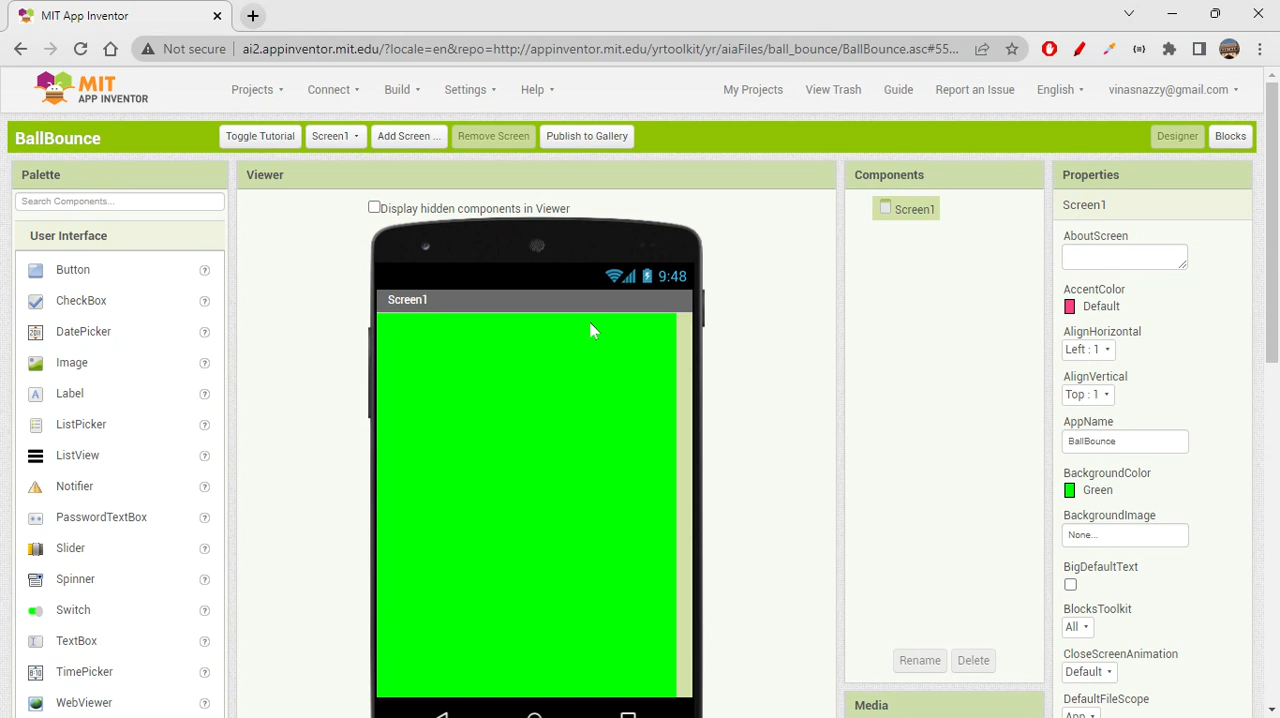 MIT App Inventor
Not secure
ai2.appinventor.mit.edu/?locale=en&repo=http://appinventor.mit.edu/yrtoolkit/yr/aiaFiles/ball_bounce/BallBounce.asc#55...
MIT
APP INVENTOR
Projects
Connect
Build
Settings
Help
My Projects
View Trash
Guide
Report an Issue
English
vinasnazzy@gmail.com
BallBounce
Toggle Tutorial
Screen1
Add Screen ...
Remove Screen
Publish to Gallery
Designer
Blocks
Palette
Search Components...
User Interface
Button
?
CheckBox
?
DatePicker
?
Image
?
Label
?
ListPicker
?
ListView
?
Notifier
?
PasswordTextBox
?
Slider
?
Spinner
?
Switch
?
TextBox
?
TimePicker
?
WebViewer
?
Viewer
Display hidden components in Viewer
9:48
Screen1
Components
Screen1
Rename
Delete
Media
Properties
Screen1
AboutScreen
AccentColor
Default
AlignHorizontal
Left : 1
AlignVertical
Top : 1
AppName
BallBounce
BackgroundColor
Green
BackgroundImage
None...
BigDefaultText
BlocksToolkit
All
CloseScreenAnimation
Default
DefaultFileScope
App